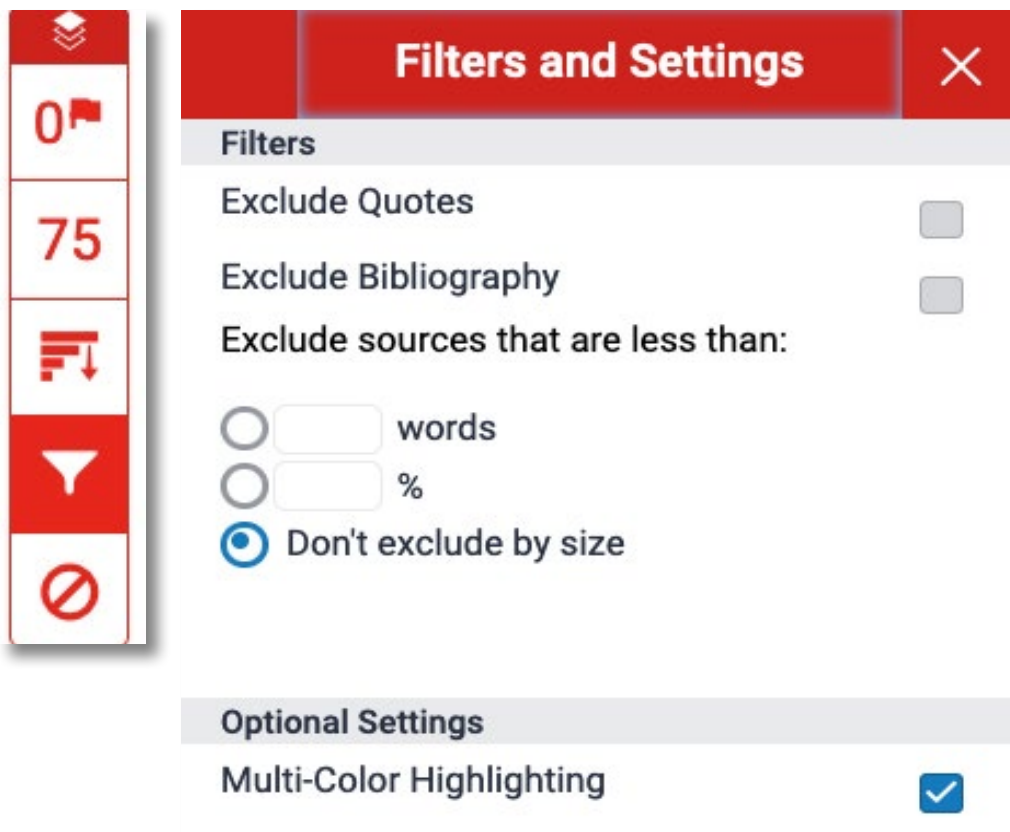 0
75
Filters and Settings
Filters
Exclude Quotes
Exclude Bibliography
Exclude sources that are less than:
words
%
Don't exclude by size
Optional Settings
Multi-Color Highlighting